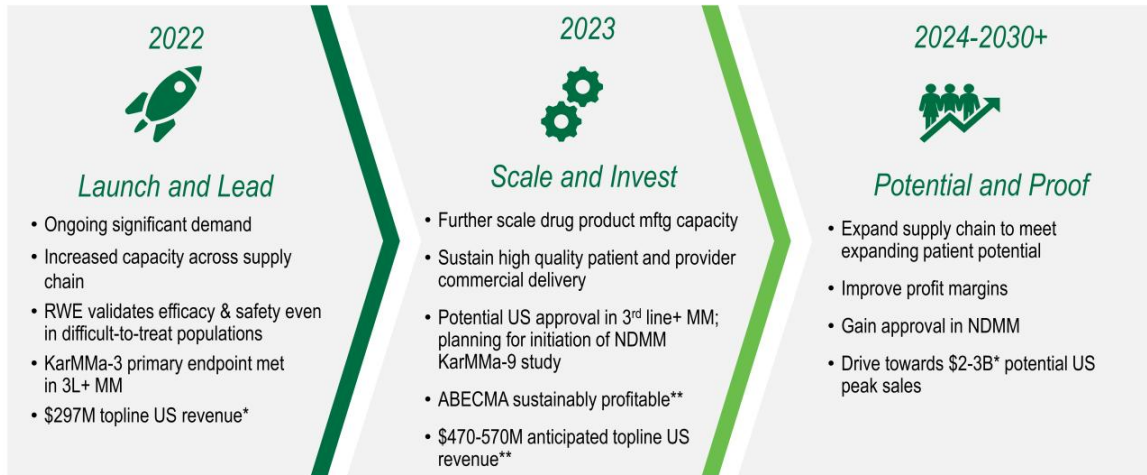 2022
Launch and Lead
• Ongoing significant demand
• Increased capacity across supply
chain
• RWE validates efficacy & safety even
in difficult-to-treat populations
• KarMMa-3 primary endpoint met
in 3L+ MM
• $297M topline US revenue*
2023
Scale and Invest
• Further scale drug product mftg capacity
• Sustain high quality patient and provider
commercial delivery
• Potential US approval in 3rd line+ MM;
planning for initiation of NDMM
KarMMa-9 study
• ABECMA sustainably profitable**
• $470-570M anticipated topline US
revenue**
2024-2030+
Potential and Proof
• Expand supply chain to meet
expanding patient potential
• Improve profit margins
• Gain approval in NDMM
• Drive towards $2-3B* potential US
peak sales